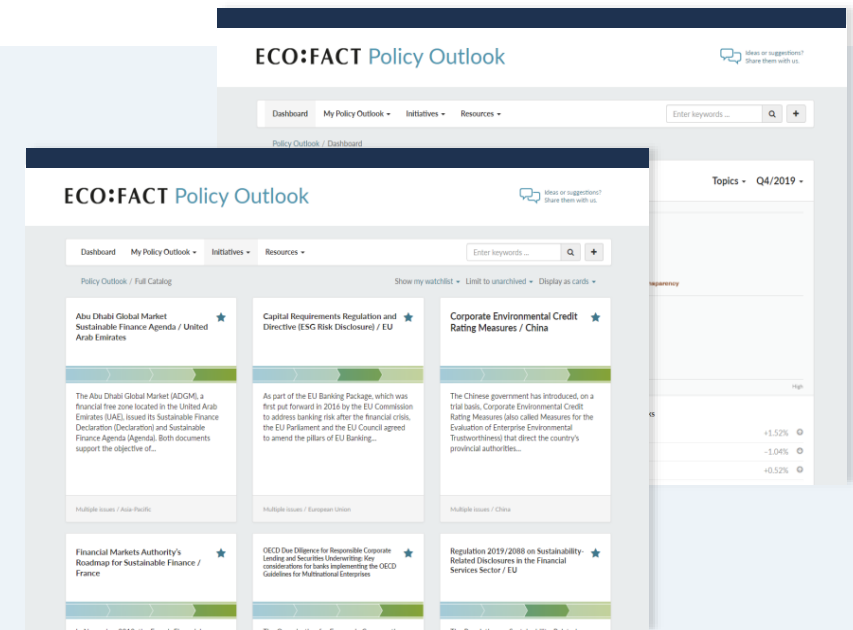 ECO:FACT Policy Outlook
Ideas or suggestions?
Share them with us.
Dashboard My Policy Outlook Initiatives Resources
Enter keywords ...
Policy Outlook / Dashboard
Topics Q4/2019
High
+1.52%
-1.04%
+0.52%
ECO:FACT Policy Outlook
Ideas or suggestions?
Share them with us.
Dashboard My Policy Outlook Initiatives Resources
Enter keywords ...
Policy Outlook / Full Catalog
Show my watchlist Limit to unarchived Display as cards
Abu Dhabi Global Market
Sustainable Finance Agenda / United
Arab Emirates
The Abu Dhabi Global Market (ADGM), a
financial free zone located in the United Arab
Emirates (UAE), issued its Sustainable Finance
Declaration (Declaration) and Sustainable
Finance Agenda (Agenda). Both documents
support the objective of...
Multiple issues / Asia-Pacific
Capital Requirements Regulation and
Directive (ESG Risk Disclosure) / EU
As part of the EU Banking Package, which was
first put forward in 2016 by the EU Commission
to address banking risk after the financial crisis,
the EU Parliament and the EU Council agreed
to amend the pillars of EU Banking...
Multiple issues / European Union
Corporate Environmental Credit
Rating Measures / China
The Chinese government has introduced, on a
trial basis, Corporate Environmental Credit
Rating Measures (also called Measures for the
Evaluation of Enterprise Environmental
Trustworthiness) that direct the country's
provincial authorities...
Multiple issues / China
Financial Markets Authority's
Roadmap for Sustainable Finance /
France
OECD Due Diligence for Responsible Corporate
Lending and Securities Underwriting: Key
considerations for banks implementing the OECD
Guidelines for Multinational Enterprises
Regulation 2019/2088 on Sustainability-
Related Disclosures in the Financial
Services Sector / EU